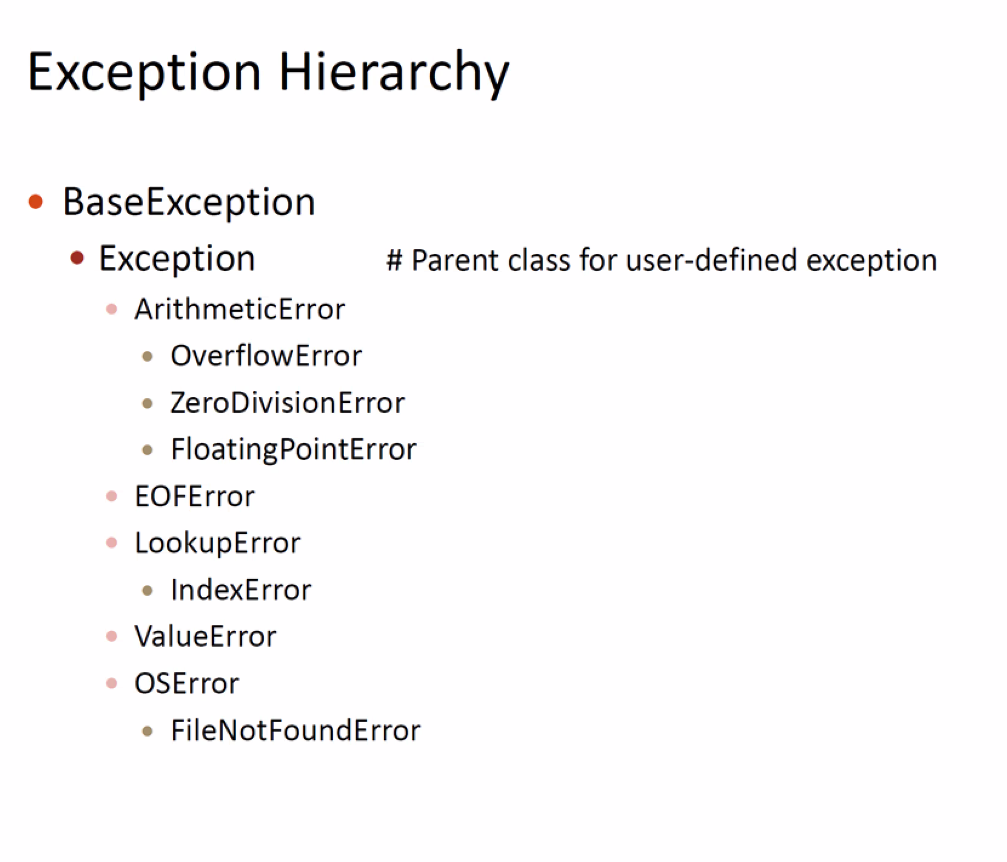 Exception Hierarchy
BaseException
Exception # Parent class for user-defined exception
ArithmeticError
OverflowError
ZeroDivisionError
FloatingPointError
EOFError
LookupError
IndexError
ValueError
OSError
FileNotFoundError